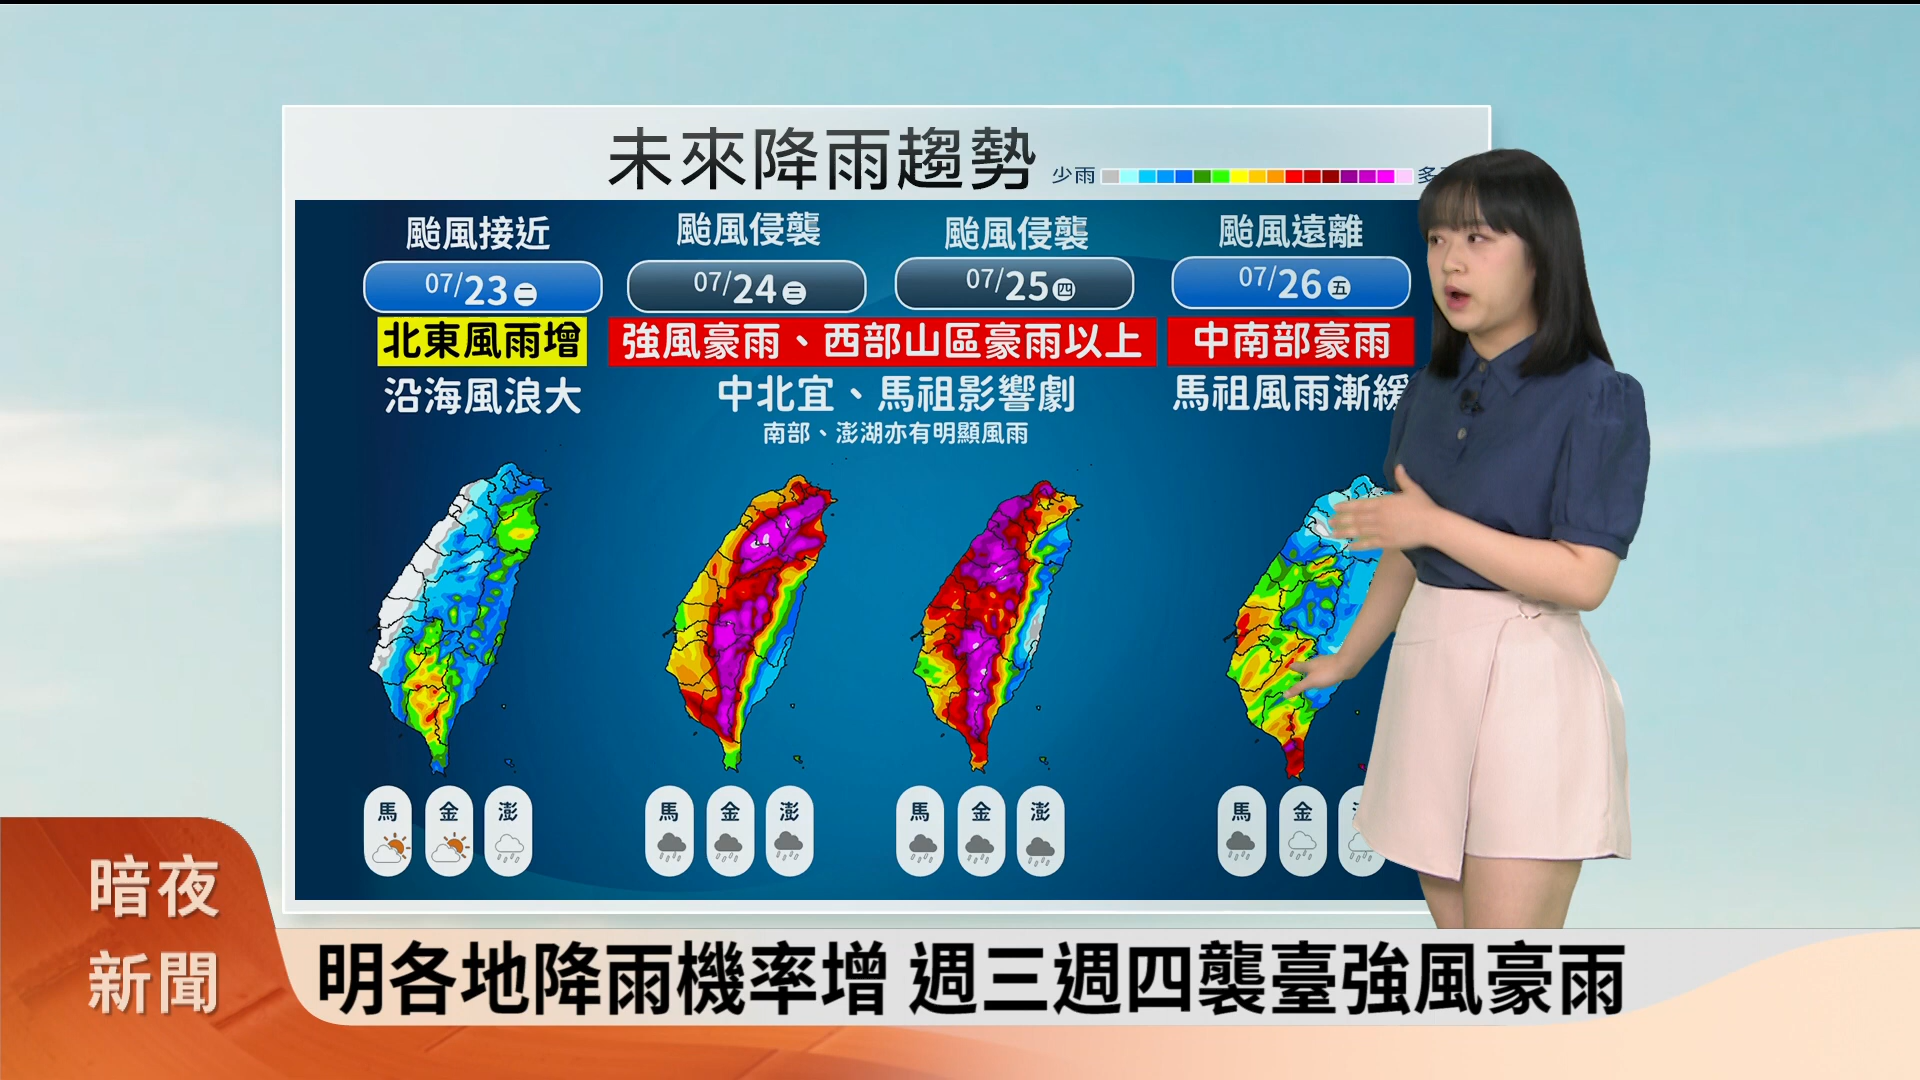 未來降雨趨勢
少雨
多
颱風接近
颱風侵襲
颱風侵襲
颱風遠離
07/23 二
07/24 三
07/25 四
07/26 五
北東風雨增
強風豪雨、西部山區豪雨以上
中南部豪雨
沿海風浪大
中北宜、馬祖影響劇
馬祖風雨漸緩
南部、澎湖亦有明顯風雨
馬 金 澎
馬 金 澎
馬 金 澎
馬 金
暗夜
新聞
明各地降雨機率增 週三週四襲臺強風豪雨